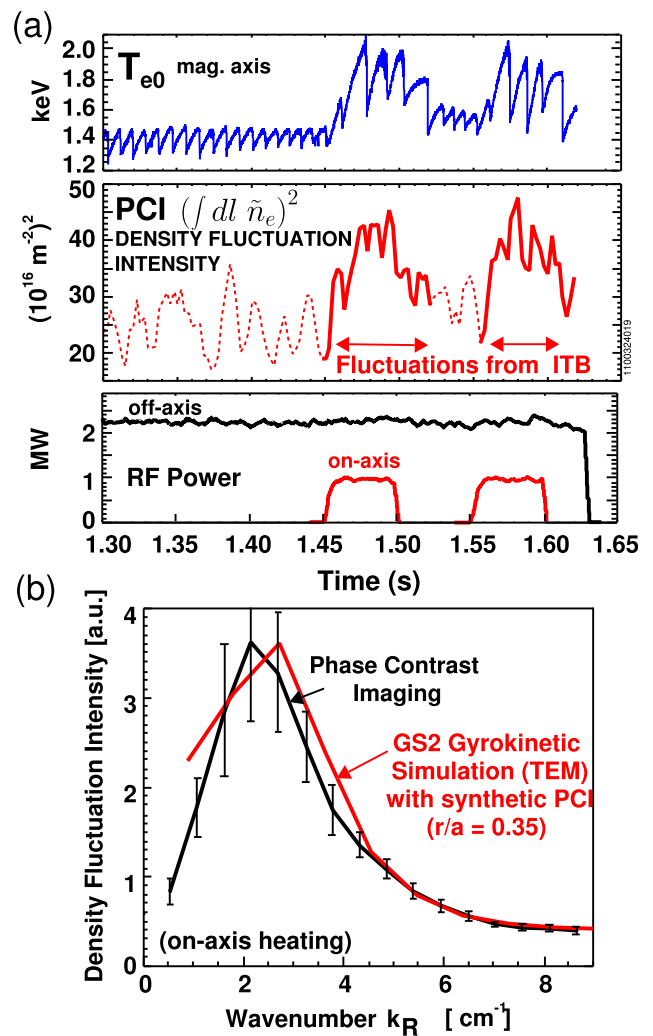 (a)
T_e0 mag. axis
keV
2.0
1.8
1.6
1.4
1.2
PCI (∫ dl ñ_e)^2
DENSITY FLUCTUATION
INTENSITY
(10^16 m^-2)^2
50
40
30
20
Fluctuations from ITB
1100324019
off-axis
MW
2
1
0
RF Power
on-axis
1.30 1.35 1.40 1.45 1.50 1.55 1.60 1.65
Time (s)
(b)
Density Fluctuation Intensity [a.u.]
4
3
2
1
0
Phase Contrast
Imaging
GS2 Gyrokinetic
Simulation (TEM)
with synthetic PCI
(r/a = 0.35)
(on-axis heating)
0 2 4 6 8
Wavenumber k_R [ cm^-1]